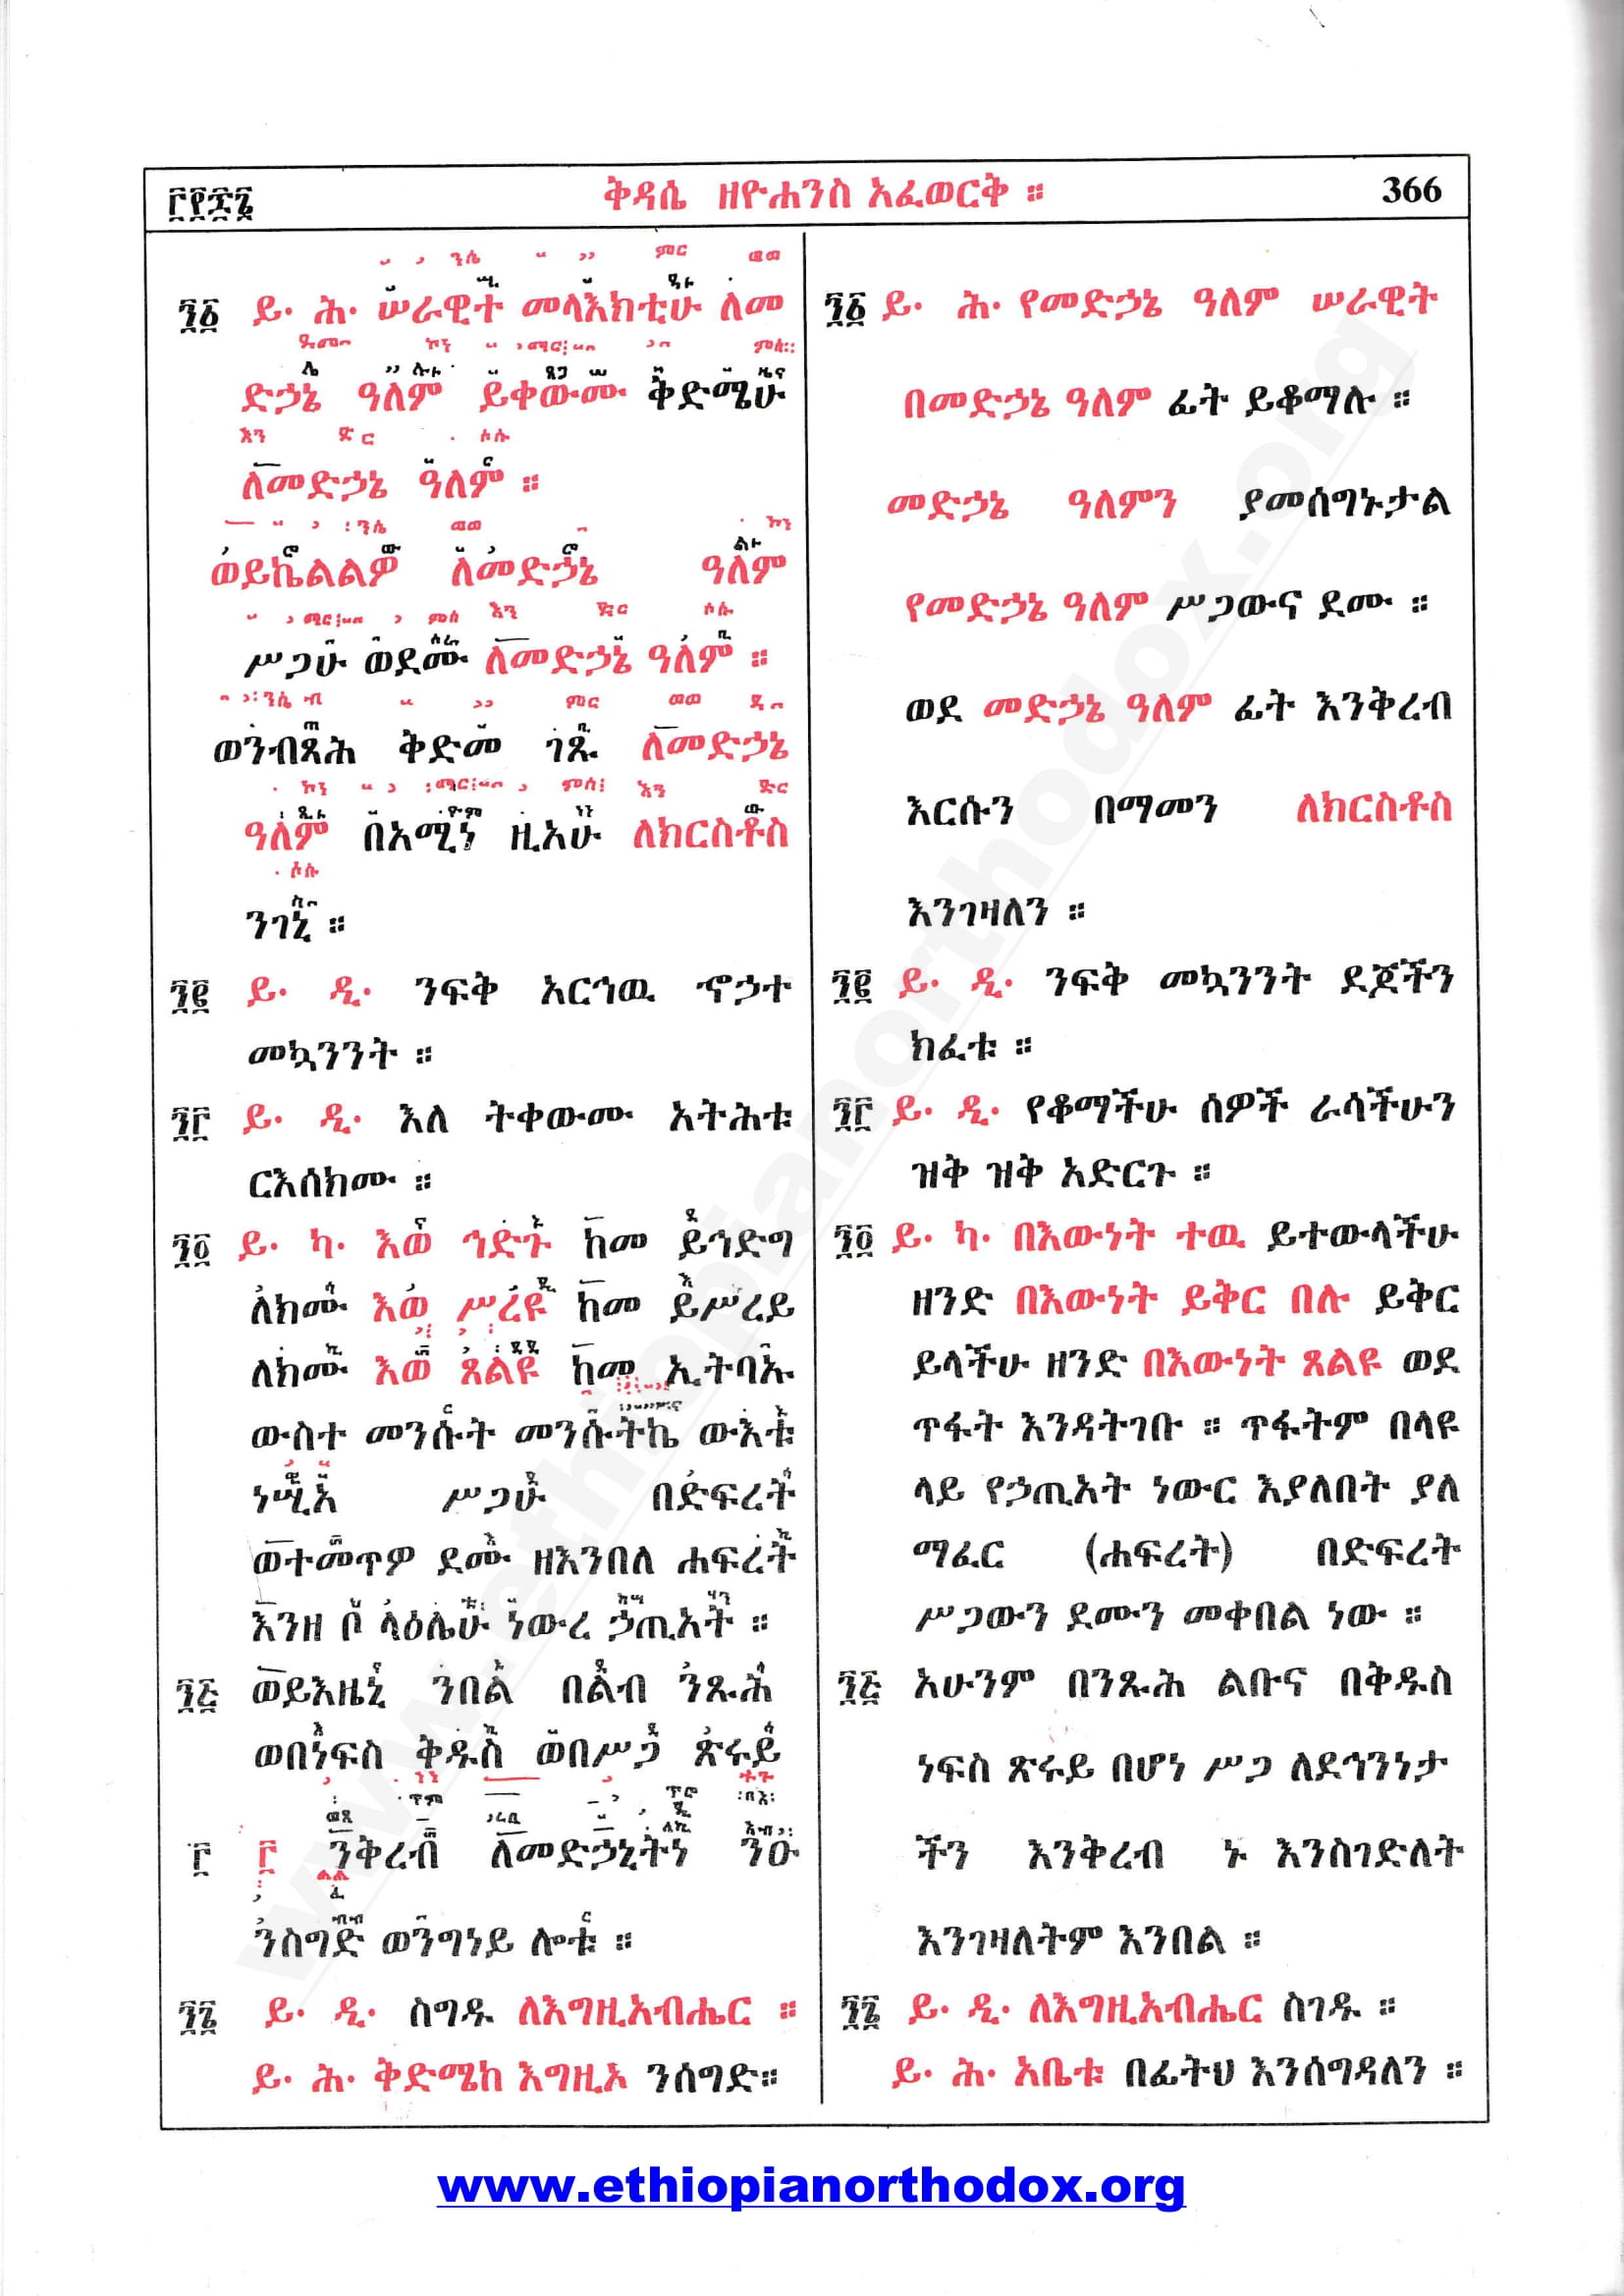 ፫፻፷፮
ቅዳሴ ዘዮሐንስ አፈወርቅ ።
366
፺፩ ይ· ሕ· ሠራዊተ መላእክቲሁ ለመ
ድኃኔ ዓለም ይቀውሙ ቅድሜሁ
ለመድኃኔ ዓለም ።
ወይኬልልዎ ለመድኃኔ ዓለም
ሥጋሁ ወደሙ ለመድኃኔ ዓለም ።
ወንብጻሕ ቅድመ ገጹ ለመድኃኔ
ዓለም በአሚነ ዚአሁ ለክርስቶስ
ንገኒ ።
፺፪ ይ· ዲ· ንፍቅ አርኅዉ ኆኃተ
መኳንንት ።
፺፫ ይ· ዲ· እለ ትቀውሙ አትሕቱ
ርእሰክሙ ።
፺፬ ይ· ካ· እወ ኅድጉ ከመ ይኅድግ
ለክሙ እወ ሥረዩ ከመ ይሥረይ
ለክሙ እወ ጸልዩ ከመ ኢትባኡ
ውስተ መንሱት መንሱትኬ ውእቱ
ነሢአ ሥጋሁ በድፍረት
ወተመጥዎ ደሙ ዘእንበለ ሐፍረት
እንዘ ቦ ላዕሌሁ ነውረ ኃጢአት ።
፺፭ ወይእዜኒ ንበል በልብ ንጹሕ
ወበነፍስ ቅዱስ ወበሥጋ ጽሩይ
፫ ፫ ንቅረብ ለመድኃኒትነ ንዑ
ንስግድ ወንግነይ ሎቱ ።
፺፮ ይ· ዲ· ስግዱ ለእግዚአብሔር ።
ይ· ሕ· ቅድሜከ እግዚኦ ንሰግድ።
፺፩ ይ· ሕ· የመድኃኔ ዓለም ሠራዊት
በመድኃኔ ዓለም ፊት ይቆማሉ ።
መድኃኔ ዓለምን ያመሰግኑታል
የመድኃኔ ዓለም ሥጋውና ደሙ ።
ወደ መድኃኔ ዓለም ፊት እንቅረብ
እርሱን በማመን ለክርስቶስ
እንገዛለን ።
፺፪ ይ· ዲ· ንፍቅ መኳንንት ደጆችን
ክፈቱ ።
፺፫ ይ· ዲ· የቆማችሁ ሰዎች ራሳችሁን
ዝቅ ዝቅ አድርጉ ።
፺፬ ይ· ካ· በእውነት ተዉ ይተውላችሁ
ዘንድ በእውነት ይቅር በሉ ይቅር
ይላችሁ ዘንድ በእውነት ጸልዩ ወደ
ጥፋት እንዳትገቡ ። ጥፋትም በላዩ
ላይ የኃጢአት ነውር እያለበት ያለ
ማፈር (ሐፍረት) በድፍረት
ሥጋውን ደሙን መቀበል ነው ።
፺፭ አሁንም በንጹሕ ልቡና በቅዱስ
ነፍስ ጽሩይ በሆነ ሥጋ ለደኅንነታ
ችን እንቅረብ ኑ እንስገድለት
እንገዛለትም እንበል ።
፺፮ ይ· ዲ· ለእግዚአብሔር ስገዱ ።
ይ· ሕ· አቤቱ በፊትህ እንሰግዳለን ።
www.ethiopianorthodox.org